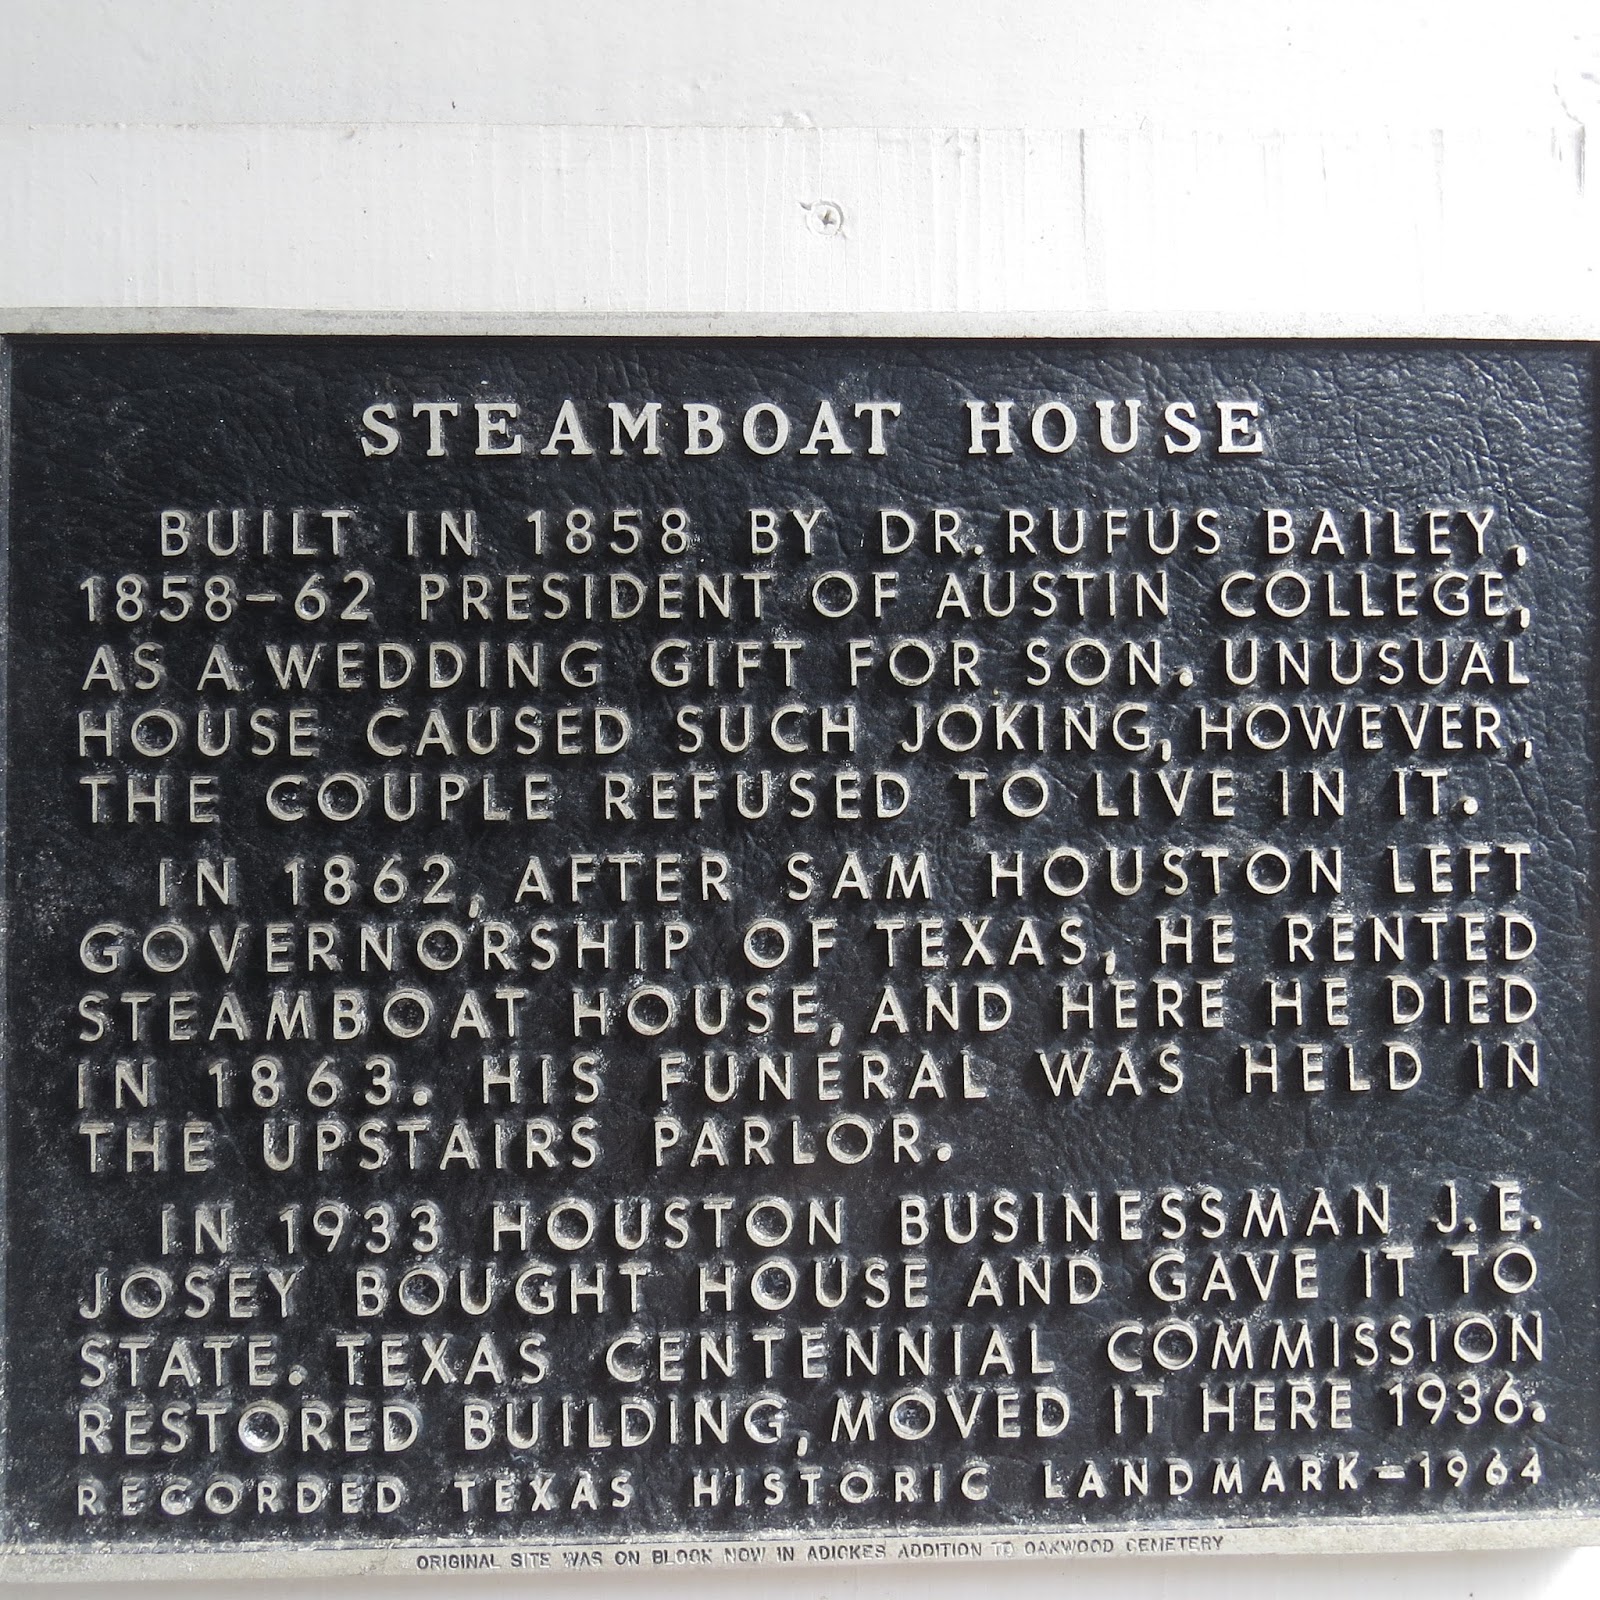 STEAMBOAT HOUSE
BUILT IN 1858 BY DR. RUFUS BAILEY,
1858-62 PRESIDENT OF AUSTIN COLLEGE,
AS A WEDDING GIFT FOR SON. UNUSUAL
HOUSE CAUSED SUCH JOKING, HOWEVER,
THE COUPLE REFUSED TO LIVE IN IT.
IN 1862, AFTER SAM HOUSTON LEFT
GOVERNORSHIP OF TEXAS, HE RENTED
STEAMBOAT HOUSE, AND HERE HE DIED
IN 1863. HIS FUNERAL WAS HELD IN
THE UPSTAIRS PARLOR.
IN 1933 HOUSTON BUSINESSMAN J. E.
JOSEY BOUGHT HOUSE AND GAVE IT TO
STATE. TEXAS CENTENNIAL COMMISSION
RESTORED BUILDING, MOVED IT HERE 1936.
RECORDED TEXAS HISTORIC LANDMARK-1964
ORIGINAL SITE WAS ON BLOCK NOW IN ADICKES ADDITION TO OAKWOOD CEMETERY